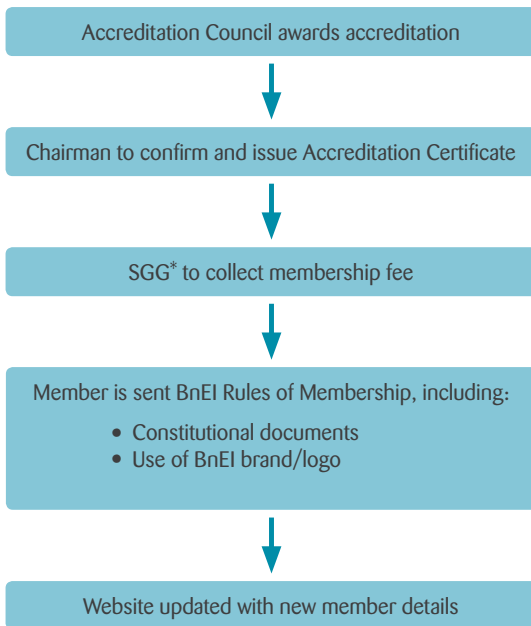 Accreditation Council awards accreditation
Chairman to confirm and issue Accreditation Certificate
SGG* to collect membership fee
Member is sent BnEI Rules of Membership, including:
• Constitutional documents
• Use of BnEI brand/logo
Website updated with new member details